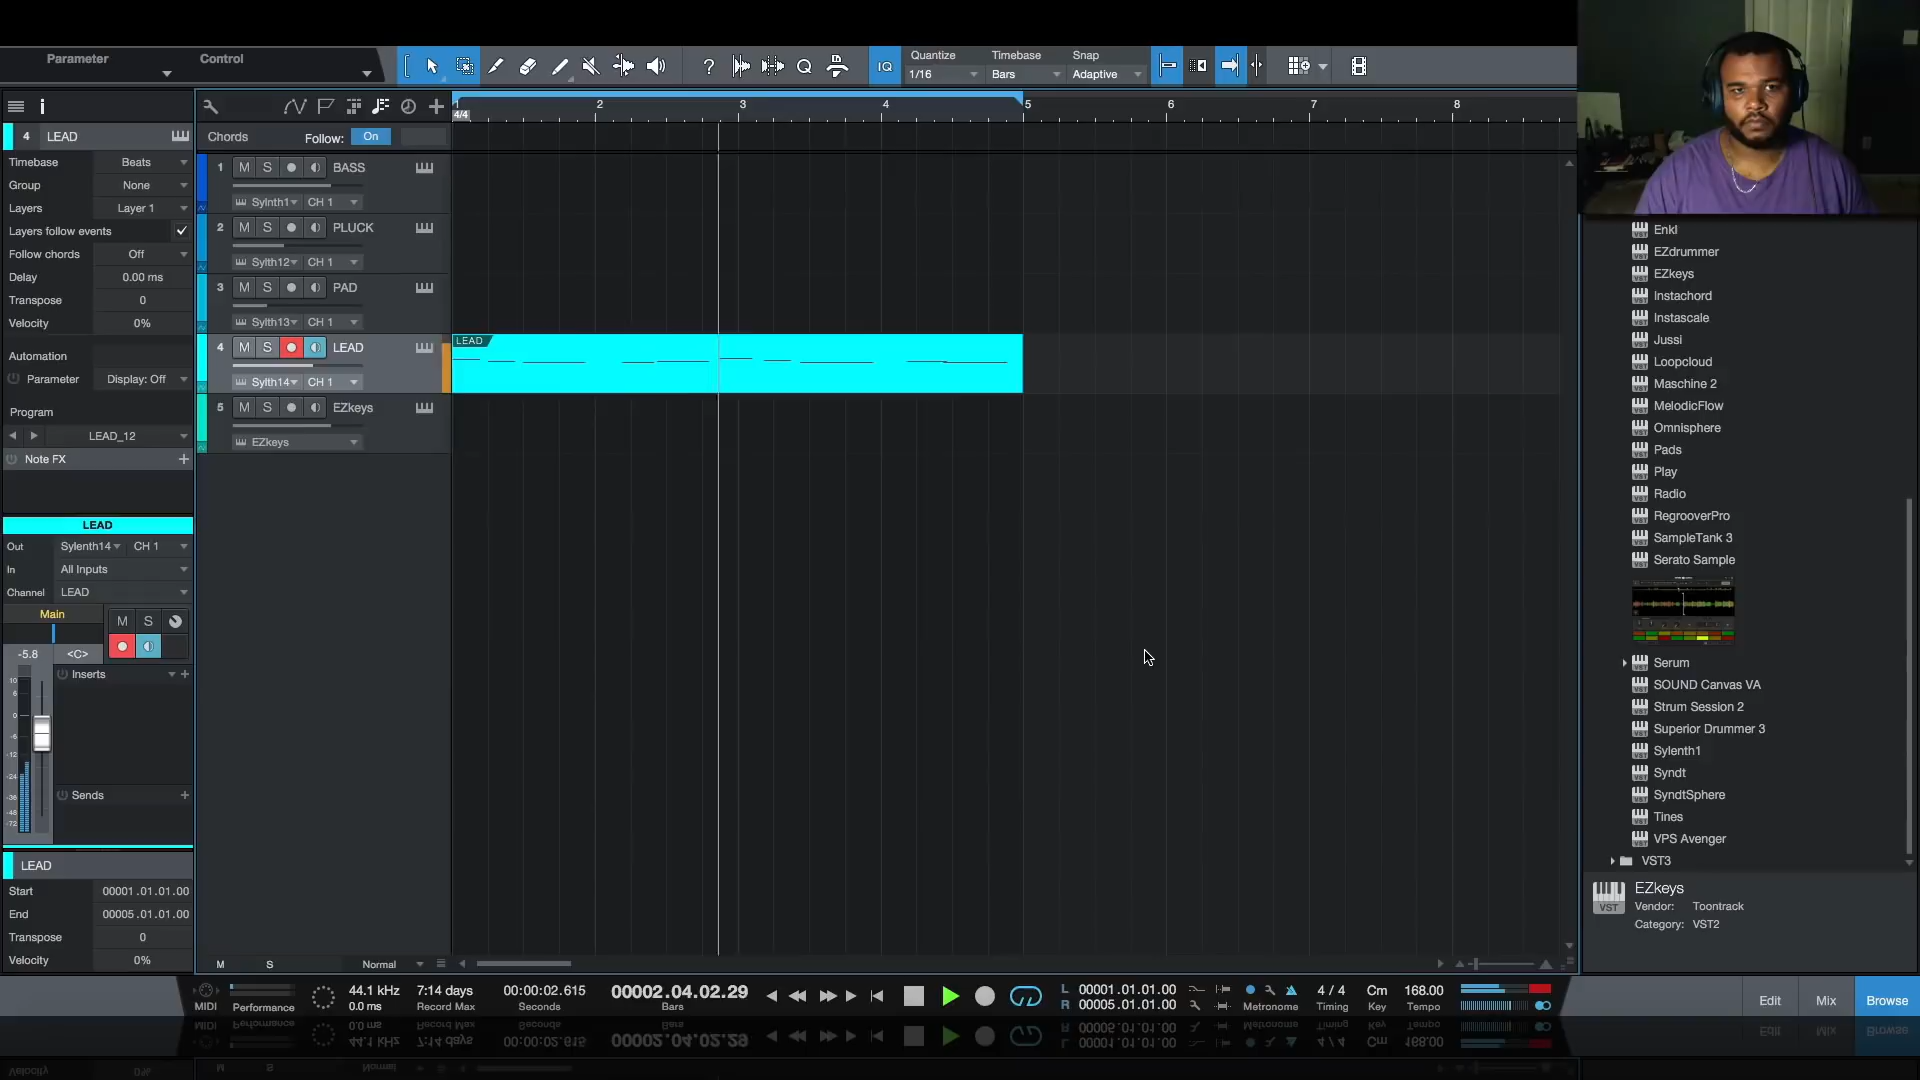 Parameter
Control
Quantize
Timebase
Snap
IQ
1/16
Bars
Adaptive
1
2
3
4
5
6
7
8
4/4
Chords
Follow:
On
4
LEAD
Timebase
Beats
Group
None
Layers
Layer 1
Layers follow events
Follow chords
Off
Delay
0.00 ms
Transpose
0
Velocity
0%
Automation
Parameter
Display: Off
Program
LEAD_12
Note FX
LEAD
Out
Sylenth14
CH 1
In
All Inputs
Channel
LEAD
Main
M
S
-5.8
<C>
Inserts
Sends
LEAD
Start
00001.01.01.00
End
00005.01.01.00
Transpose
0
Velocity
0%
1
M
S
BASS
Sylnth1
CH 1
2
M
S
PLUCK
Sylth12
CH 1
3
M
S
PAD
Sylth13
CH 1
4
M
S
LEAD
Sylth14
CH 1
5
M
S
EZkeys
EZkeys
LEAD
M
S
Normal
Enkl
EZdrummer
EZkeys
Instachord
Instascale
Jussi
Loopcloud
Maschine 2
MelodicFlow
Omnisphere
Pads
Play
Radio
RegrooverPro
SampleTank 3
Serato Sample
Serum
SOUND Canvas VA
Strum Session 2
Superior Drummer 3
Sylenth1
Syndt
SyndtSphere
Tines
VPS Avenger
VST3
EZkeys
VST
Vendor:
Toontrack
Category:
VST2
MIDI
Performance
44.1 kHz
0.0 ms
7:14 days
Record Max
00:00:02.615
Seconds
00002.04.02.29
Bars
L
00001.01.01.00
R
00005.01.01.00
Metronome
4 / 4
Timing
Cm
Key
168.00
Tempo
Edit
Mix
Browse